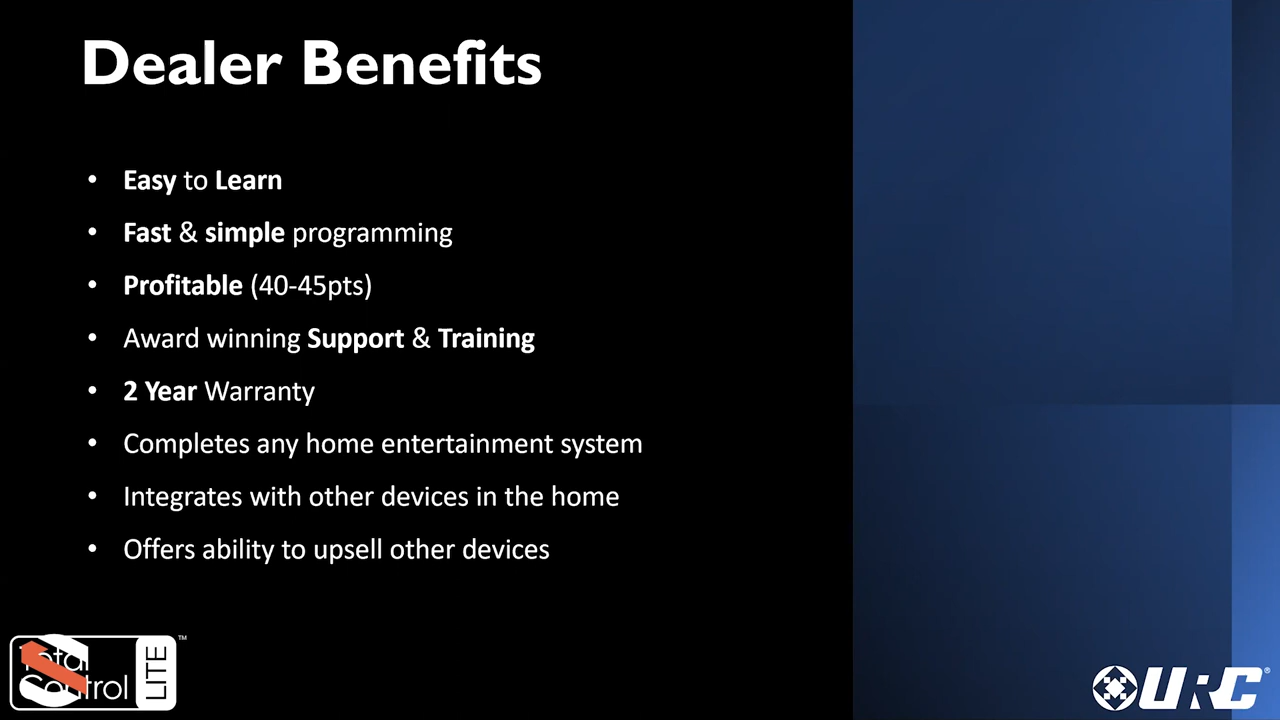 Dealer Benefits
• Easy to Learn
• Fast & simple programming
• Profitable (40-45pts)
• Award winning Support & Training
• 2 Year Warranty
• Completes any home entertainment system
• Integrates with other devices in the home
• Offers ability to upsell other devices
Total
Control
LITE
™
URC®